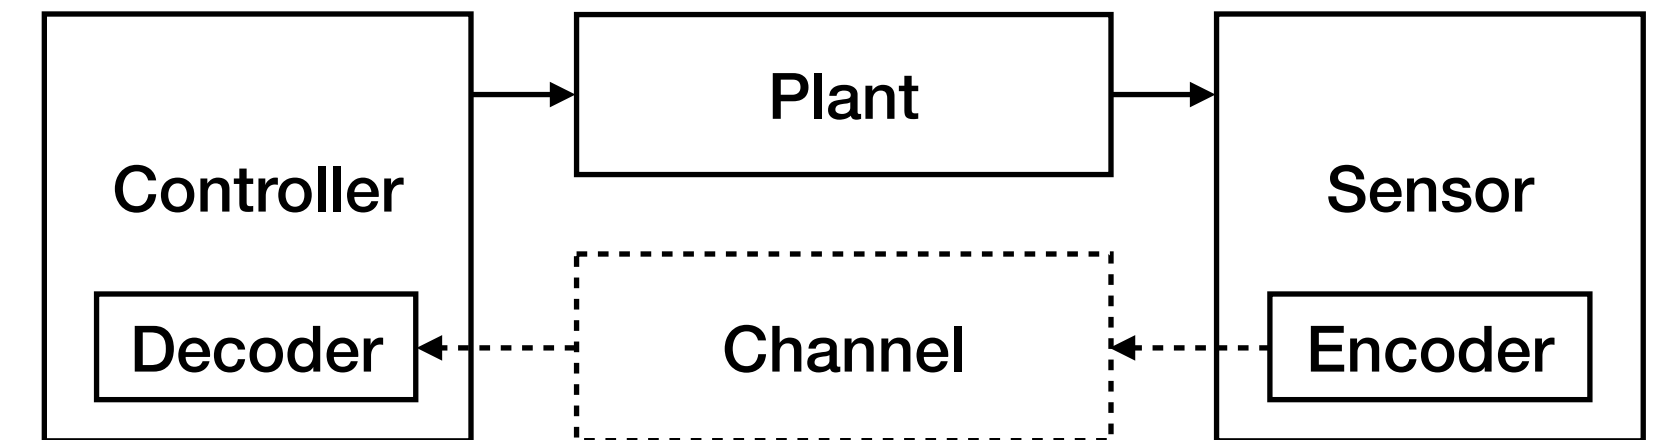 Plant
Controller
Sensor
Decoder
Channel
Encoder